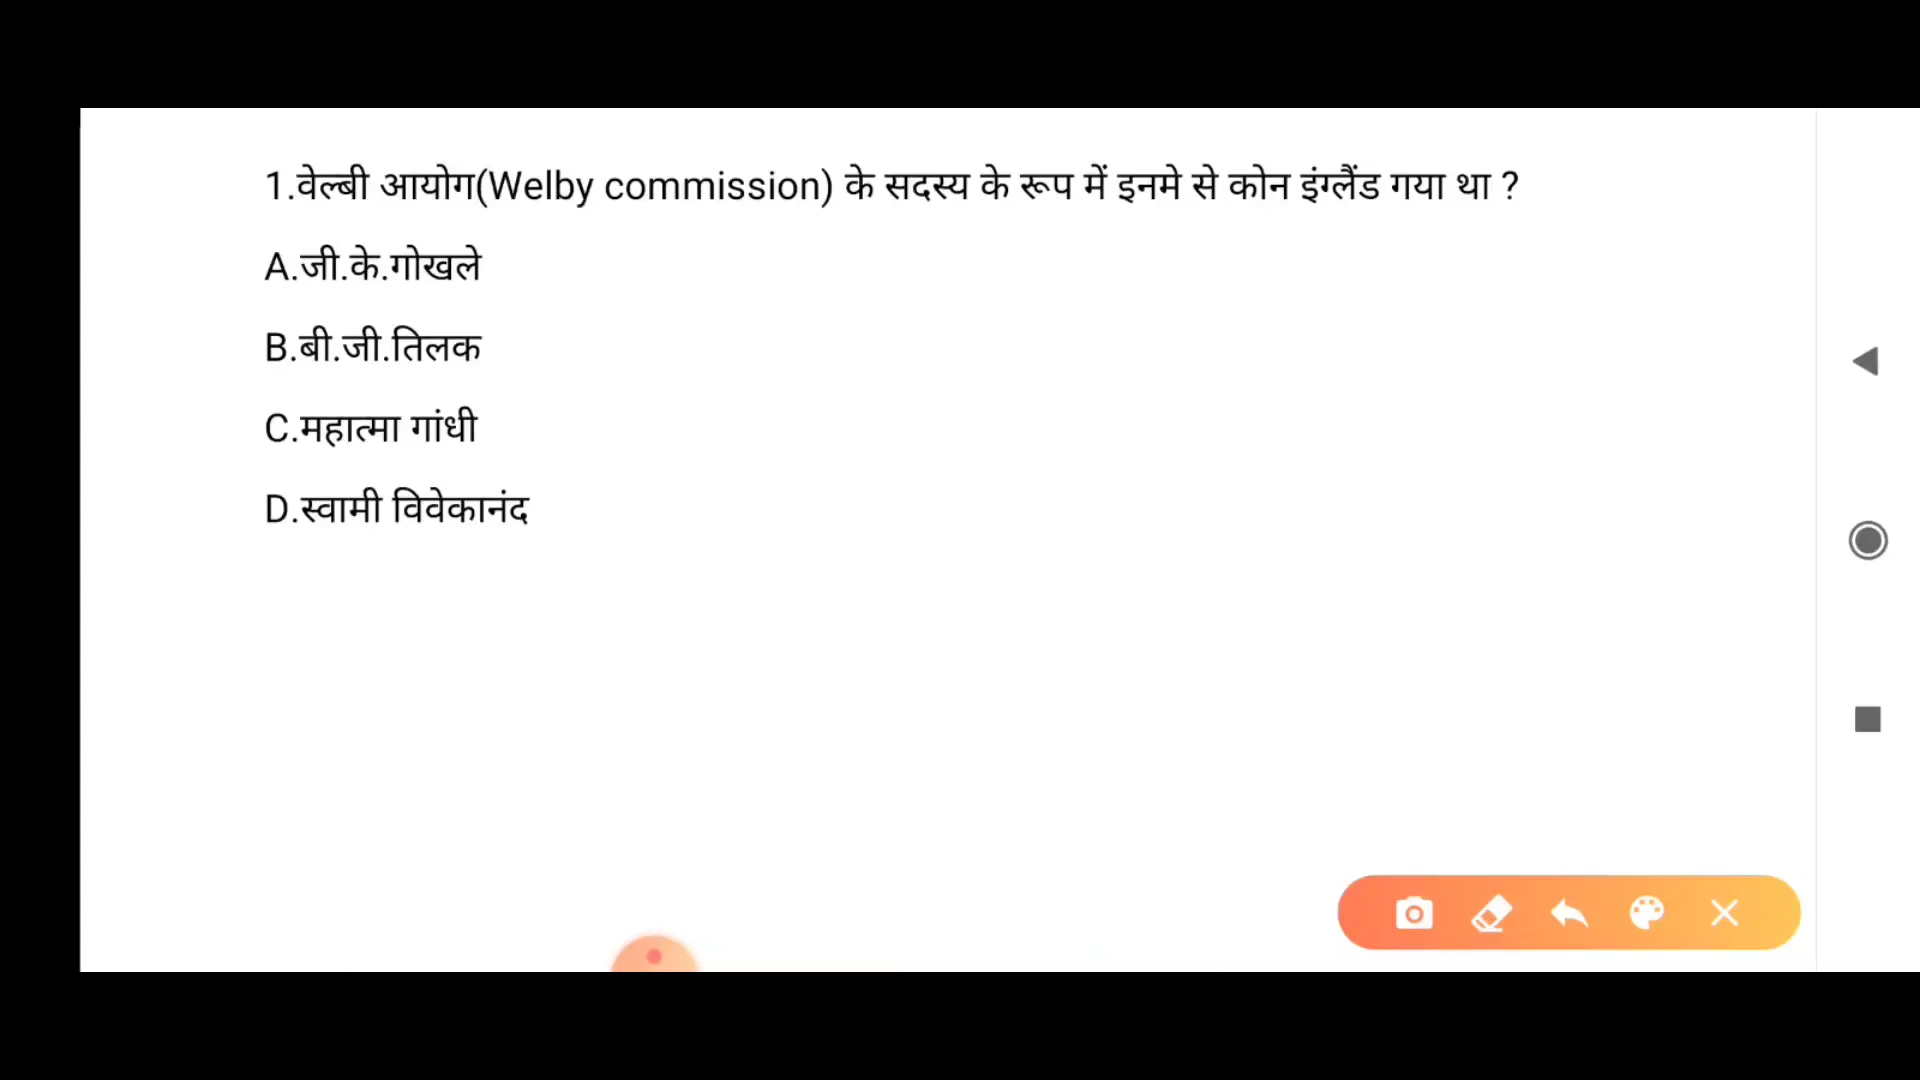 1.वेल्बी आयोग(Welby commission) के सदस्य के रूप में इनमे से कोन इंग्लैंड गया था ?
A.जी.के.गोखले
B.बी.जी.तिलक
C.महात्मा गांधी
D.स्वामी विवेकानंद